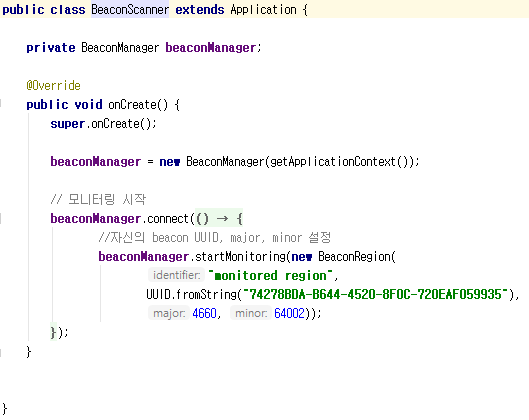 public class BeaconScanner extends Application {
private BeaconManager beaconManager;
@Override
public void onCreate() {
super.onCreate();
beaconManager = new BeaconManager(getApplicationContext());
// 모니터링 시작
beaconManager.connect(() → {
//자신의 beacon UUID, major, minor 설정
beaconManager.startMonitoring(new BeaconRegion(
identifier: "monitored region",
UUID.fromString("74278BDA-B644-4520-8F0C-720EAF059935"),
major: 4660, minor: 64002));
});
}
}